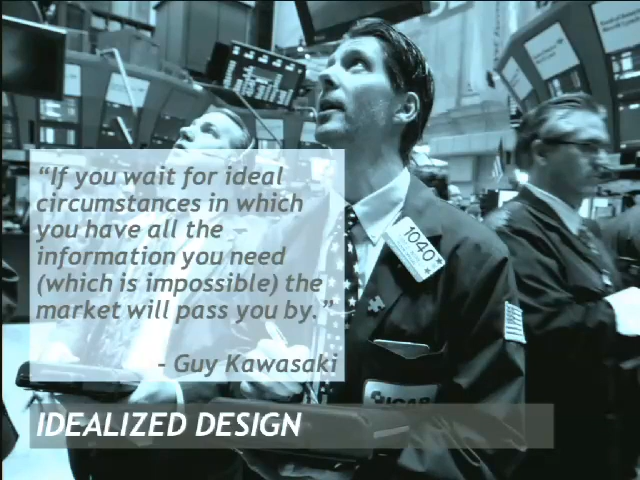 “If you wait for ideal
circumstances in which
you have all the
information you need
(which is impossible) the
market will pass you by.”
- Guy Kawasaki
IDEALIZED DESIGN
1040